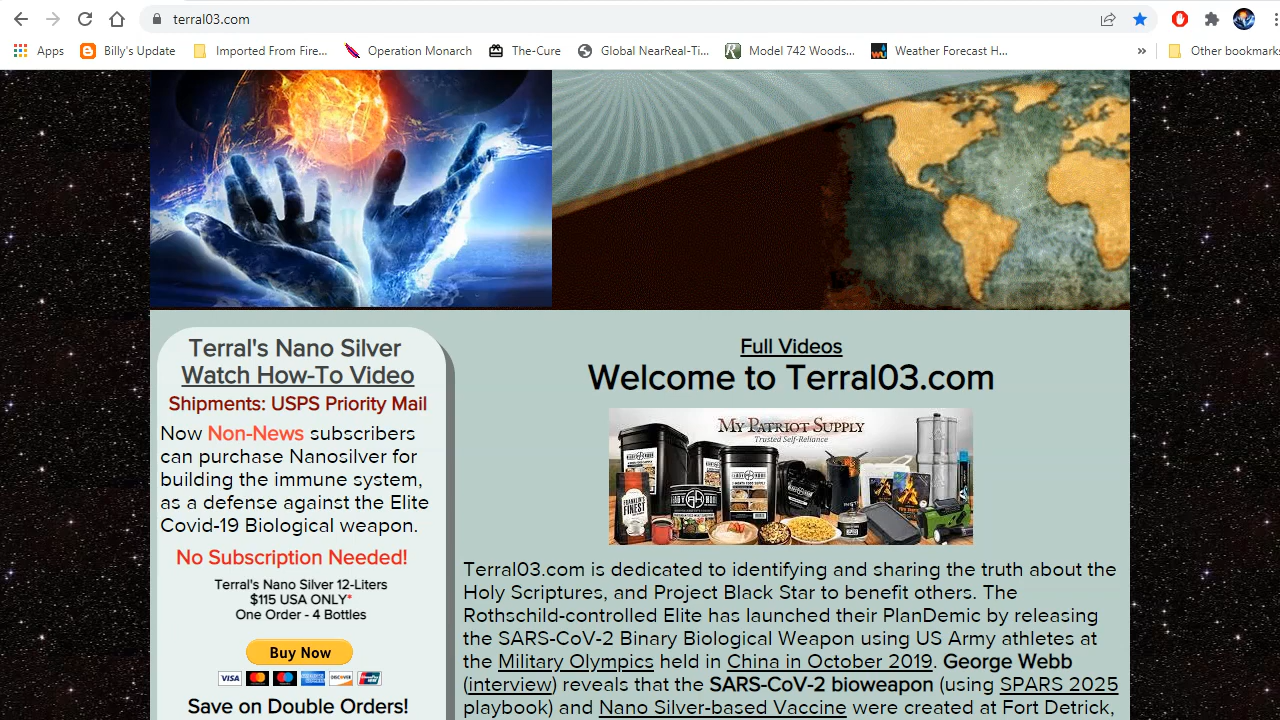 terral03.com
Apps
Billy's Update
Imported From Fire...
Operation Monarch
The-Cure
Global NearReal-Ti...
Model 742 Woods...
Weather Forecast H...
»
Other bookmarks
Terral's Nano Silver
Watch How-To Video
Shipments: USPS Priority Mail
Now Non-News subscribers
can purchase Nanosilver for
building the immune system,
as a defense against the Elite
Covid-19 Biological weapon.
No Subscription Needed!
Terral's Nano Silver 12-Liters
$115 USA ONLY*
One Order - 4 Bottles
Buy Now
VISA
DISCOVER
Save on Double Orders!
Full Videos
Welcome to Terral03.com
MY PATRIOT SUPPLY
Trusted Self-Reliance
FRANKLIN'S
FINEST
READY HOUR
Terral03.com is dedicated to identifying and sharing the truth about the
Holy Scriptures, and Project Black Star to benefit others. The
Rothschild-controlled Elite has launched their PlanDemic by releasing
the SARS-CoV-2 Binary Biological Weapon using US Army athletes at
the Military Olympics held in China in October 2019. George Webb
(interview) reveals that the SARS-CoV-2 bioweapon (using SPARS 2025
playbook) and Nano Silver-based Vaccine were created at Fort Detrick,